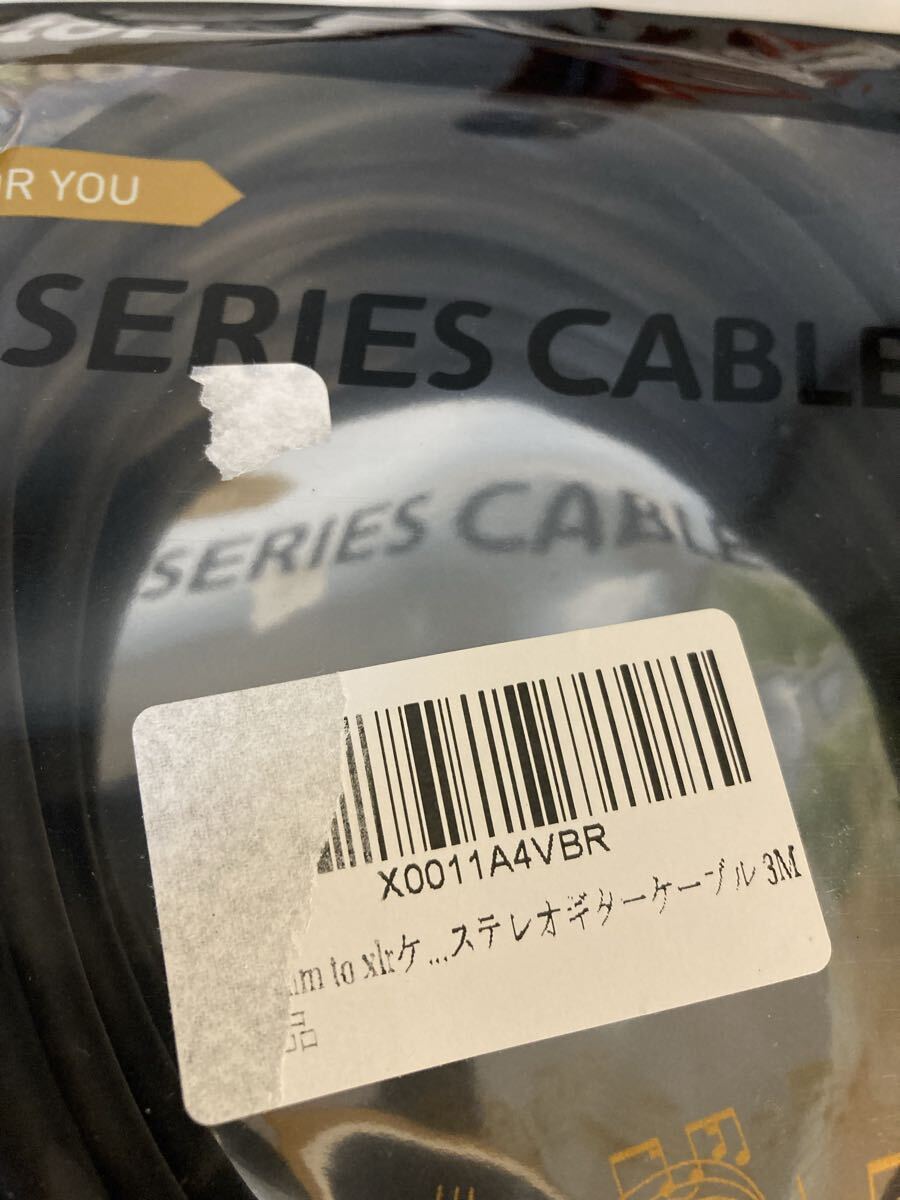 OR YOU
SERIES CABLE
SERIES CABLE
X0011A4VBR
mm to xlrケ...ステレオギターケーブル 3M
品